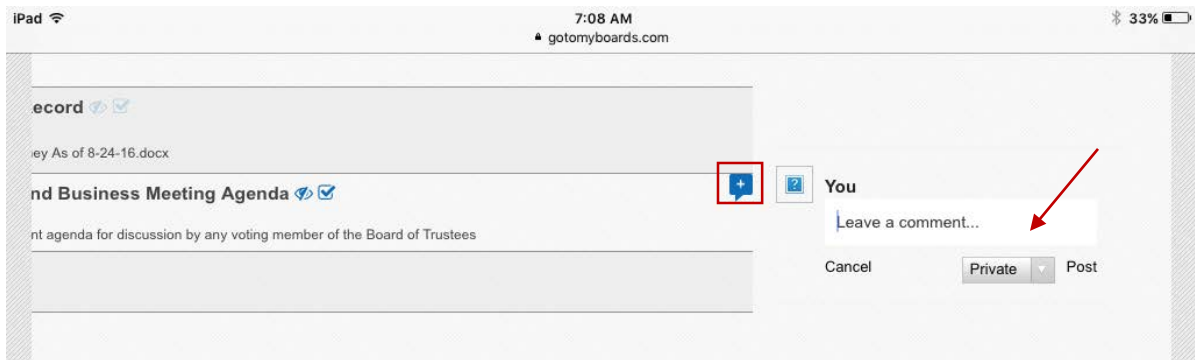 iPad 7:08 AM 33%
gotomyboards.com
ecord
ey As of 8-24-16.docx
nd Business Meeting Agenda
+ ? You
nt agenda for discussion by any voting member of the Board of Trustees
Leave a comment...
Cancel Private Post